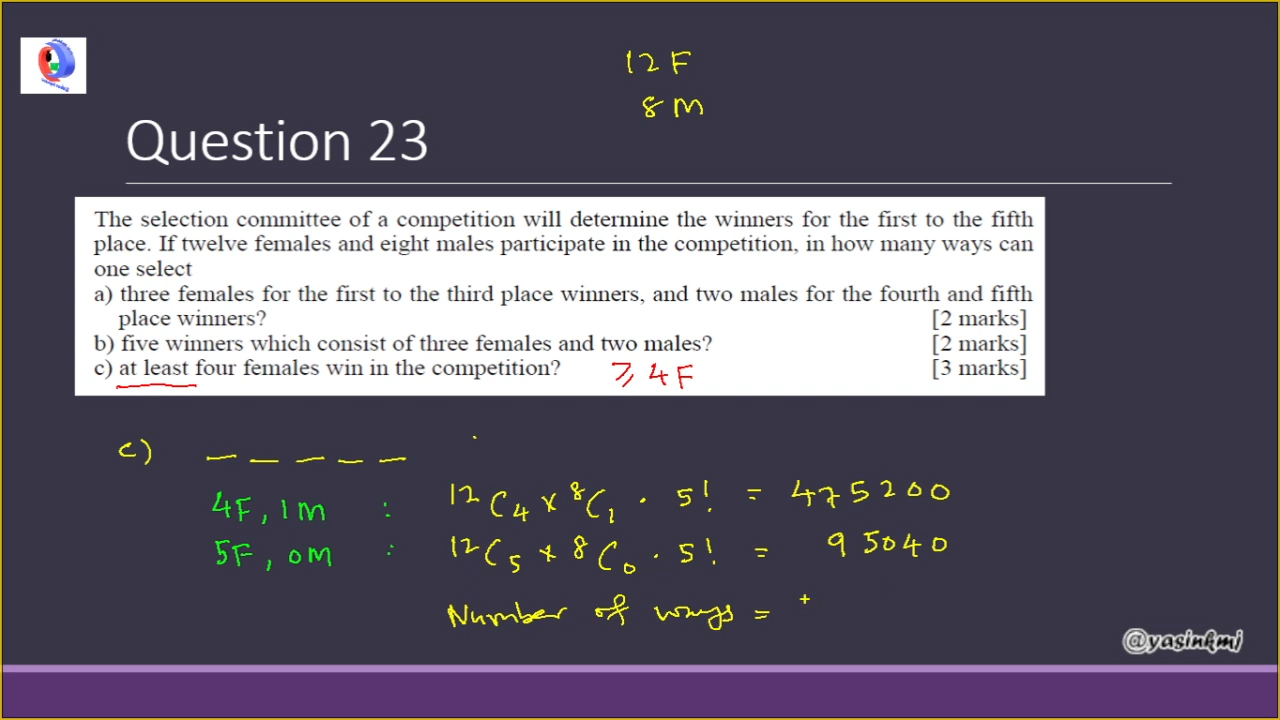 12F
8M
Question 23
The selection committee of a competition will determine the winners for the first to the fifth
place. If twelve females and eight males participate in the competition, in how many ways can
one select
a) three females for the first to the third place winners, and two males for the fourth and fifth
place winners? [2 marks]
b) five winners which consist of three females and two males? [2 marks]
c) at least four females win in the competition? ≥ 4F [3 marks]
c) _ _ _ _ _
4F, 1M : ¹²C₄ × ⁸C₁ · 5! = 475200
5F, 0M : ¹²C₅ × ⁸C₀ · 5! = 95040
Number of ways =
@yasinkmj